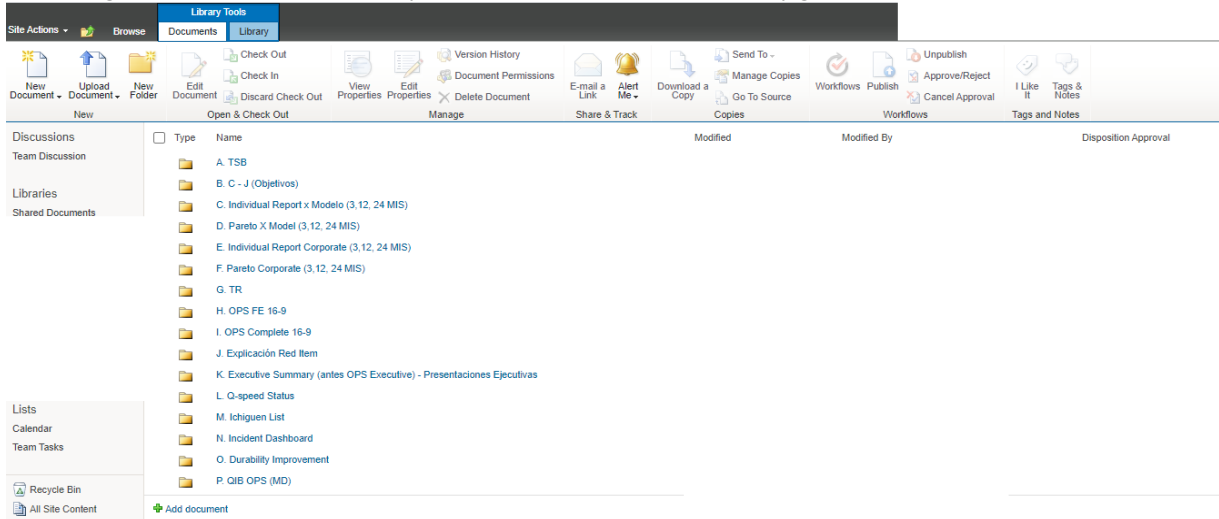 Library Tools
Site Actions
Browse
Documents
Library
New Document
Upload Document
New Folder
New
Edit Document
Check Out
Check In
Discard Check Out
Open & Check Out
View Properties
Edit Properties
Version History
Document Permissions
Delete Document
Manage
E-mail a Link
Alert Me
Share & Track
Download a Copy
Send To
Manage Copies
Go To Source
Copies
Workflows
Publish
Unpublish
Approve/Reject
Cancel Approval
Workflows
I Like It
Tags & Notes
Tags and Notes
Discussions
Team Discussion
Libraries
Shared Documents
Lists
Calendar
Team Tasks
Recycle Bin
All Site Content
Type Name Modified Modified By Disposition Approval
A. TSB
B. C - J (Objetivos)
C. Individual Report x Modelo (3,12, 24 MIS)
D. Pareto X Model (3,12, 24 MIS)
E. Individual Report Corporate (3,12, 24 MIS)
F. Pareto Corporate (3,12, 24 MIS)
G. TR
H. OPS FE 16-9
I. OPS Complete 16-9
J. Explicación Red Item
K. Executive Summary (antes OPS Executive) - Presentaciones Ejecutivas
L. Q-speed Status
M. Ichiguen List
N. Incident Dashboard
O. Durability Improvement
P. QIB OPS (MD)
Add document